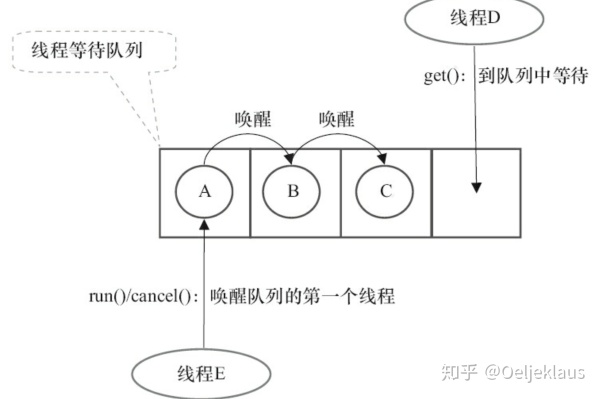 线程D
线程等待队列
get()：到队列中等待
唤醒
唤醒
A
B
C
run()/cancel()：唤醒队列的第一个线程
线程E
知乎 @Oeljeklaus